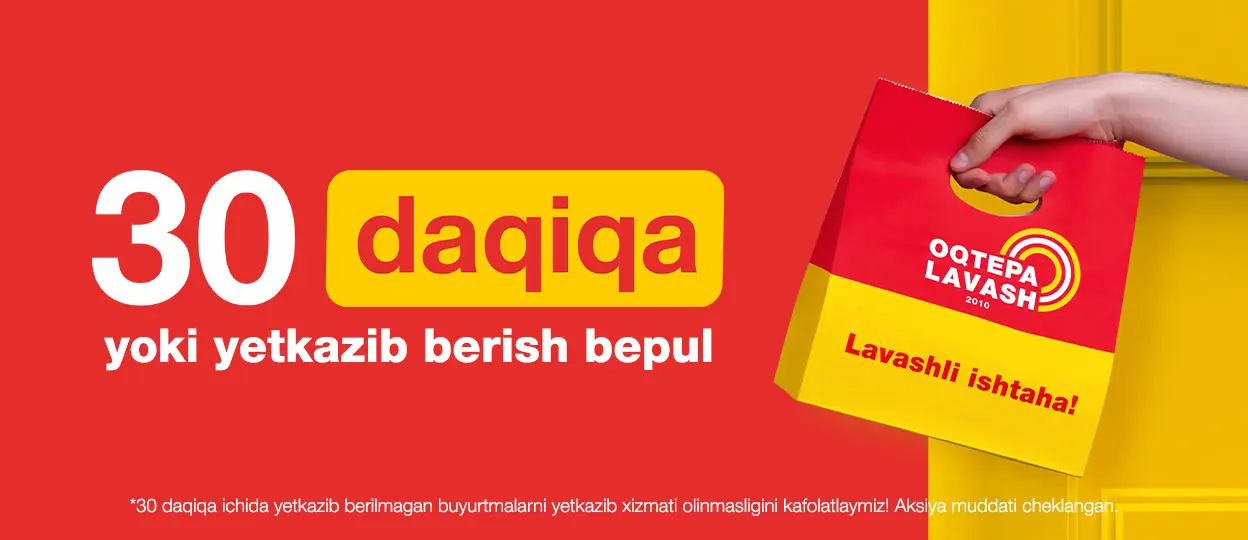 30 daqiqa
yoki yetkazib berish bepul
OQTEPA
LAVASH
2010
Lavashli ishtaha!
*30 daqiqa ichida yetkazib berilmagan buyurtmalarni yetkazib xizmati olinmasligini kafolatlaymiz! Aksiya muddati cheklangan.